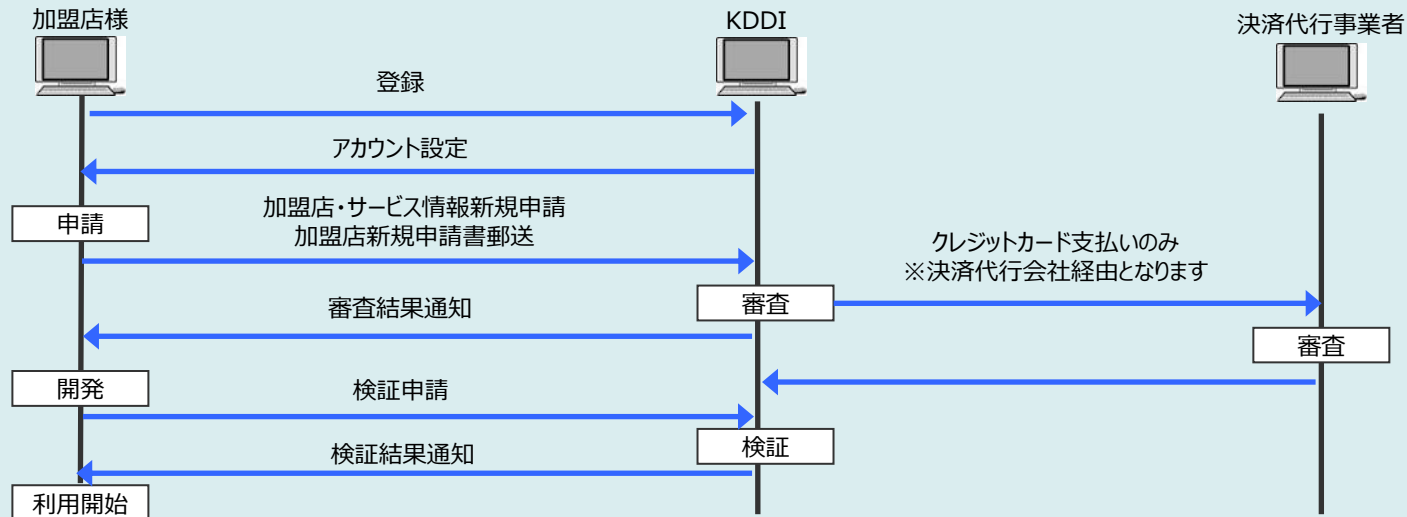 加盟店様
KDDI
決済代行事業者
登録
アカウント設定
申請
加盟店・サービス情報新規申請
加盟店新規申請書郵送
クレジットカード支払いのみ
※決済代行会社経由となります
審査
審査結果通知
審査
開発
検証申請
検証
検証結果通知
利用開始